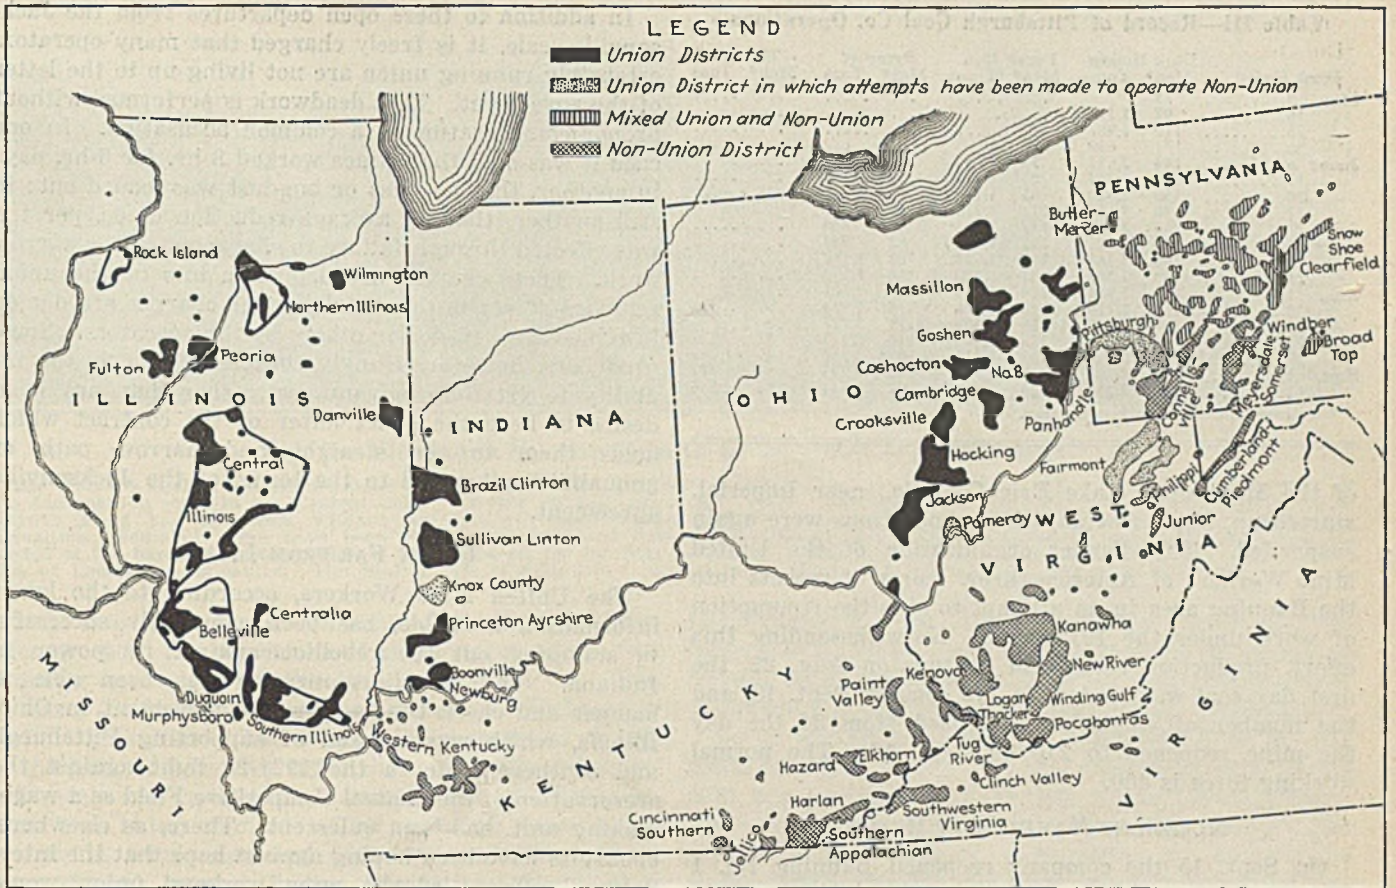 LEGEND
Union Districts
Union District in which attempts have been made to operate Non-Union
Mixed Union and Non-Union
Non-Union District
PENNSYLVANIA
Butler-
Mercer
Snow
Shoe
Clearfield
Rock Island
Wilmington
Northern Illinois
Massillon
Goshen
Pittsburgh
Windber
Broad
Top
Fulton
Peoria
Coshocton
No.8
Meyersdale
Somerset
ILLINOIS
OHIO
Cambridge
Connellsville
Danville
INDIANA
Crooksville
Panhandle
Central
Hocking
Fairmont
Cumberland
Piedmont
Philippi
Brazil Clinton
Jackson
Illinois
Pomeroy
WEST
VIRGINIA
Junior
Sullivan Linton
Knox County
Centralia
Princeton Ayrshire
Belleville
Kanawha
MISSOURI
Boonville
Newburg
New River
Kenova
Paint
Valley
Logan
Winding Gulf
Duquoin
Murphysboro
Southern Illinois
Thacker
Pocahontas
Western Kentucky
KENTUCKY
Tug
River
Hazard
Elkhorn
Clinch Valley
VIRGINIA
Harlan
Southwestern
Virginia
Cincinnati
Southern
Jellico
Southern
Appalachian